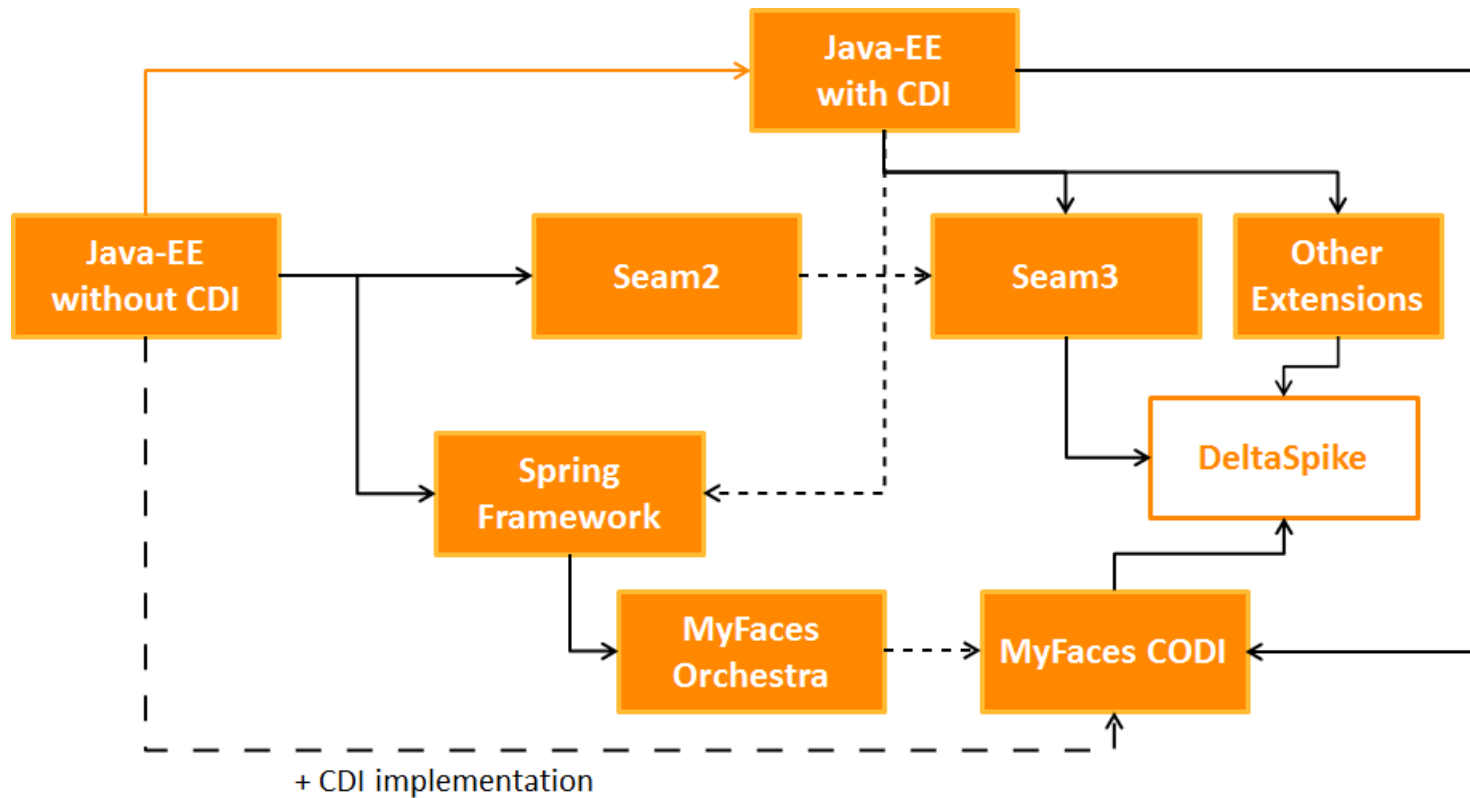 Java-EE
with CDI
Java-EE
without CDI
Seam2
Seam3
Other
Extensions
DeltaSpike
Spring
Framework
MyFaces
Orchestra
MyFaces CODI
+ CDI implementation